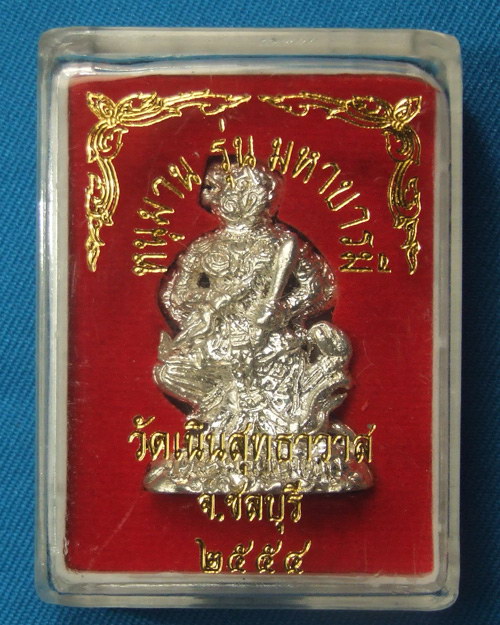 หนุมาน รุ่น มหาบารมี
วัดเนินสุทธาวาส
จ.ชลบุรี
๒๕๕๔